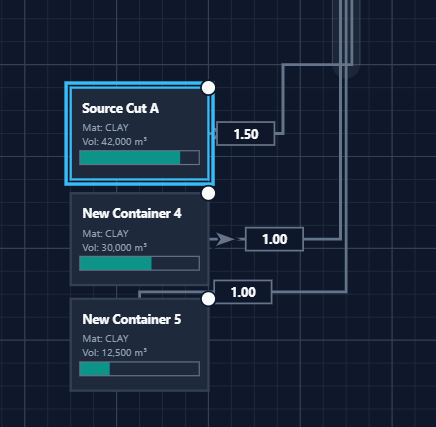 Source Cut A
Mat: CLAY
Vol: 42,000 m³
1.50
New Container 4
Mat: CLAY
Vol: 30,000 m³
1.00
1.00
New Container 5
Mat: CLAY
Vol: 12,500 m³